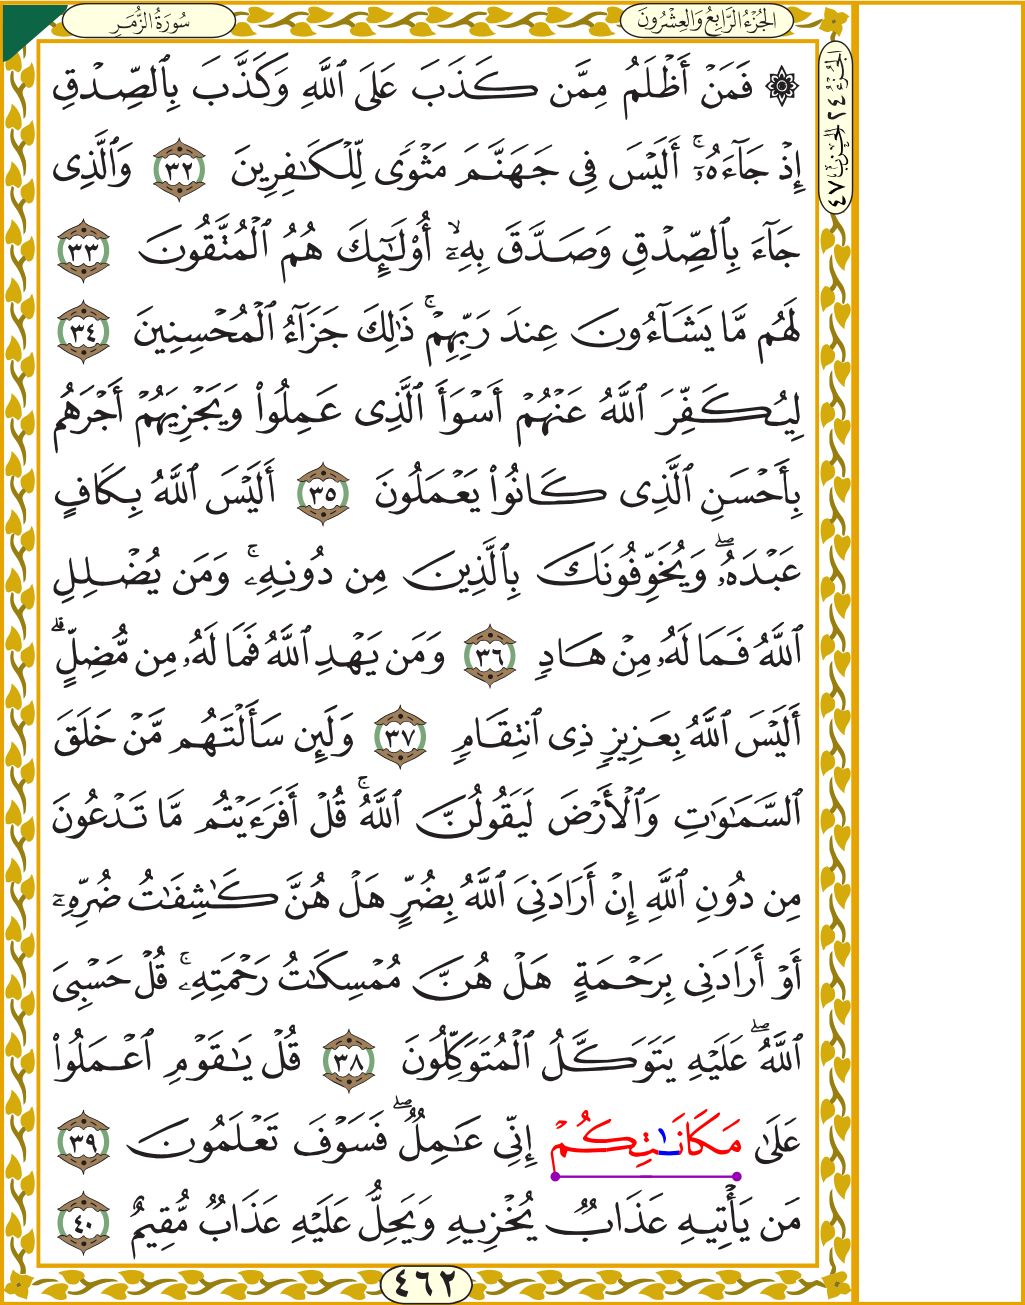 سُورَةُ الزُّمَرِ
الجُزْءُ الرَّابِعُ وَالعِشْرُونَ
الجزء ٢٤ الحزب ٤٧
۞ فَمَنْ أَظْلَمُ مِمَّن كَذَبَ عَلَى ٱللَّهِ وَكَذَّبَ بِٱلصِّدْقِ
إِذْ جَآءَهُۥٓۚ أَلَيْسَ فِى جَهَنَّمَ مَثْوًى لِّلْكَـٰفِرِينَ ٣٢ وَٱلَّذِى
جَآءَ بِٱلصِّدْقِ وَصَدَّقَ بِهِۦٓۙ أُو۟لَـٰٓئِكَ هُمُ ٱلْمُتَّقُونَ ٣٣
لَهُم مَّا يَشَآءُونَ عِندَ رَبِّهِمْۚ ذَٰلِكَ جَزَآءُ ٱلْمُحْسِنِينَ ٣٤
لِيُكَفِّرَ ٱللَّهُ عَنْهُمْ أَسْوَأَ ٱلَّذِى عَمِلُوا۟ وَيَجْزِيَهُمْ أَجْرَهُم
بِأَحْسَنِ ٱلَّذِى كَانُوا۟ يَعْمَلُونَ ٣٥ أَلَيْسَ ٱللَّهُ بِكَافٍ
عَبْدَهُۥۖ وَيُخَوِّفُونَكَ بِٱلَّذِينَ مِن دُونِهِۦۚ وَمَن يُضْلِلِ
ٱللَّهُ فَمَا لَهُۥ مِنْ هَادٍ ٣٦ وَمَن يَهْدِ ٱللَّهُ فَمَا لَهُۥ مِن مُّضِلٍّۗ
أَلَيْسَ ٱللَّهُ بِعَزِيزٍ ذِى ٱنتِقَامٍ ٣٧ وَلَئِن سَأَلْتَهُم مَّنْ خَلَقَ
ٱلسَّمَـٰوَٰتِ وَٱلْأَرْضَ لَيَقُولُنَّ ٱللَّهُۚ قُلْ أَفَرَءَيْتُم مَّا تَدْعُونَ
مِن دُونِ ٱللَّهِ إِنْ أَرَادَنِىَ ٱللَّهُ بِضُرٍّ هَلْ هُنَّ كَـٰشِفَـٰتُ ضُرِّهِۦٓ
أَوْ أَرَادَنِى بِرَحْمَةٍ هَلْ هُنَّ مُمْسِكَـٰتُ رَحْمَتِهِۦۚ قُلْ حَسْبِىَ
ٱللَّهُۖ عَلَيْهِ يَتَوَكَّلُ ٱلْمُتَوَكِّلُونَ ٣٨ قُلْ يَـٰقَوْمِ ٱعْمَلُوا۟
عَلَىٰ مَكَانَـٰتِكُمْ إِنِّى عَـٰمِلٌۖ فَسَوْفَ تَعْلَمُونَ ٣٩
مَن يَأْتِيهِ عَذَابٌ يُخْزِيهِ وَيَحِلُّ عَلَيْهِ عَذَابٌ مُّقِيمٌ ٤٠
٤٦٢